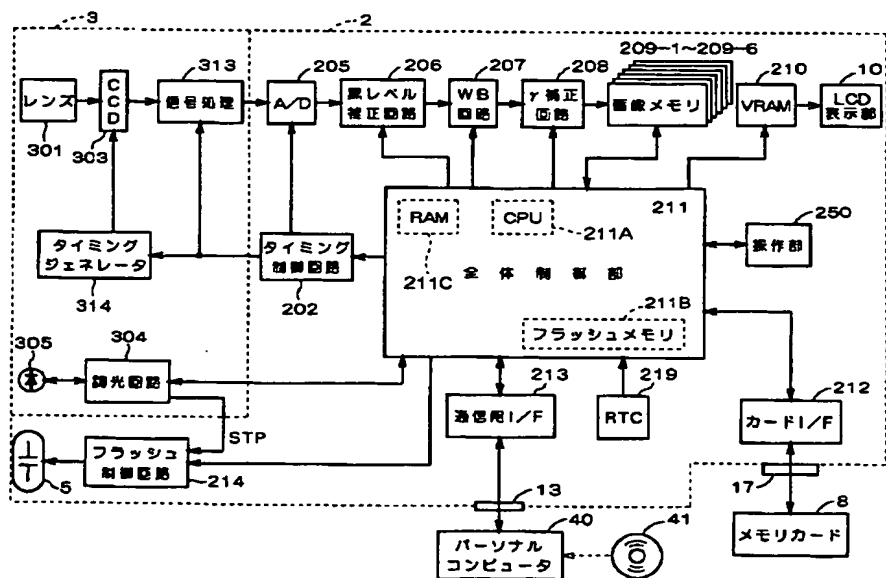 3
2
313
205
206
207
208
209-1~209-6
210
10
レンズ
CCD
信号処理
A/D
黒レベル
補正回路
WB
回路
γ補正
回路
画像メモリ
VRAM
LCD
表示部
301
303
211
RAM
CPU
250
タイミング
ジェネレータ
タイミング
制御回路
211C
211A
操作部
全体制御部
314
202
211B
フラッシュメモリ
305
304
調光回路
213
219
212
通信用I/F
RTC
カードI/F
STP
フラッシュ
制御回路
5
214
13
17
40
41
8
パーソナル
コンピュータ
メモリカード